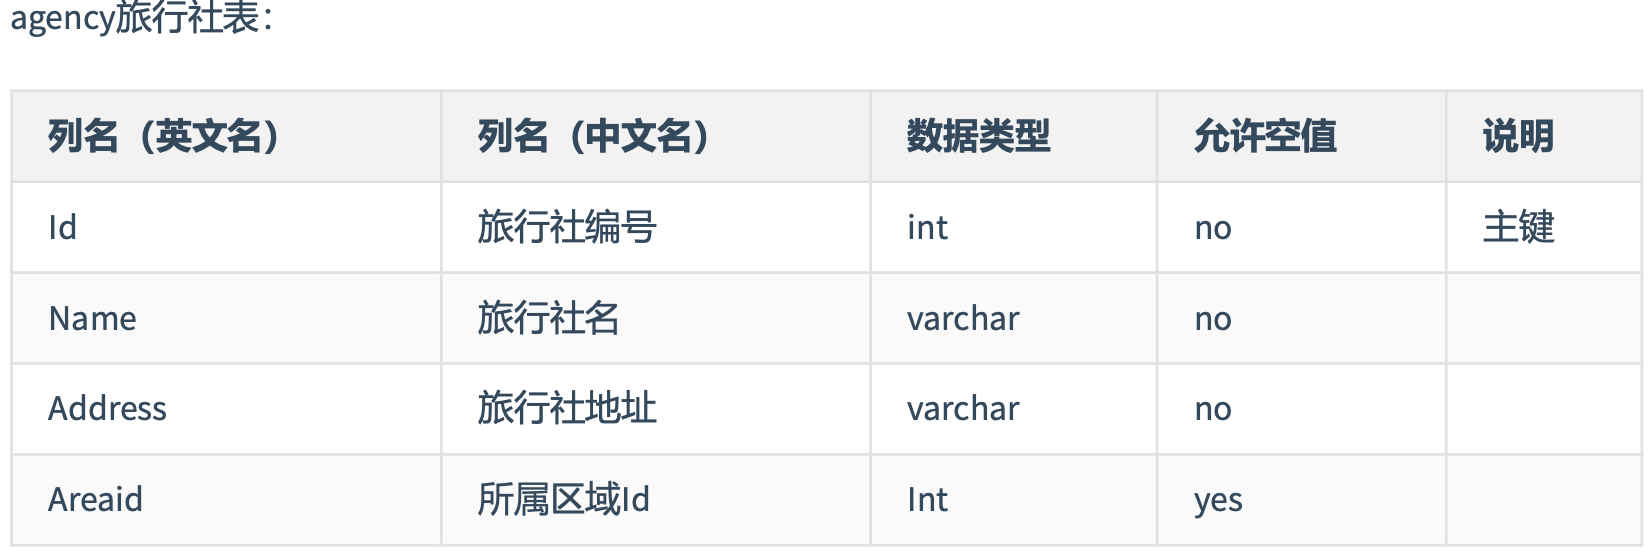 agency旅行社表：
列名（英文名） 列名（中文名） 数据类型 允许空值 说明
Id 旅行社编号 int no 主键
Name 旅行社名 varchar no
Address 旅行社地址 varchar no
Areaid 所属区域Id Int yes